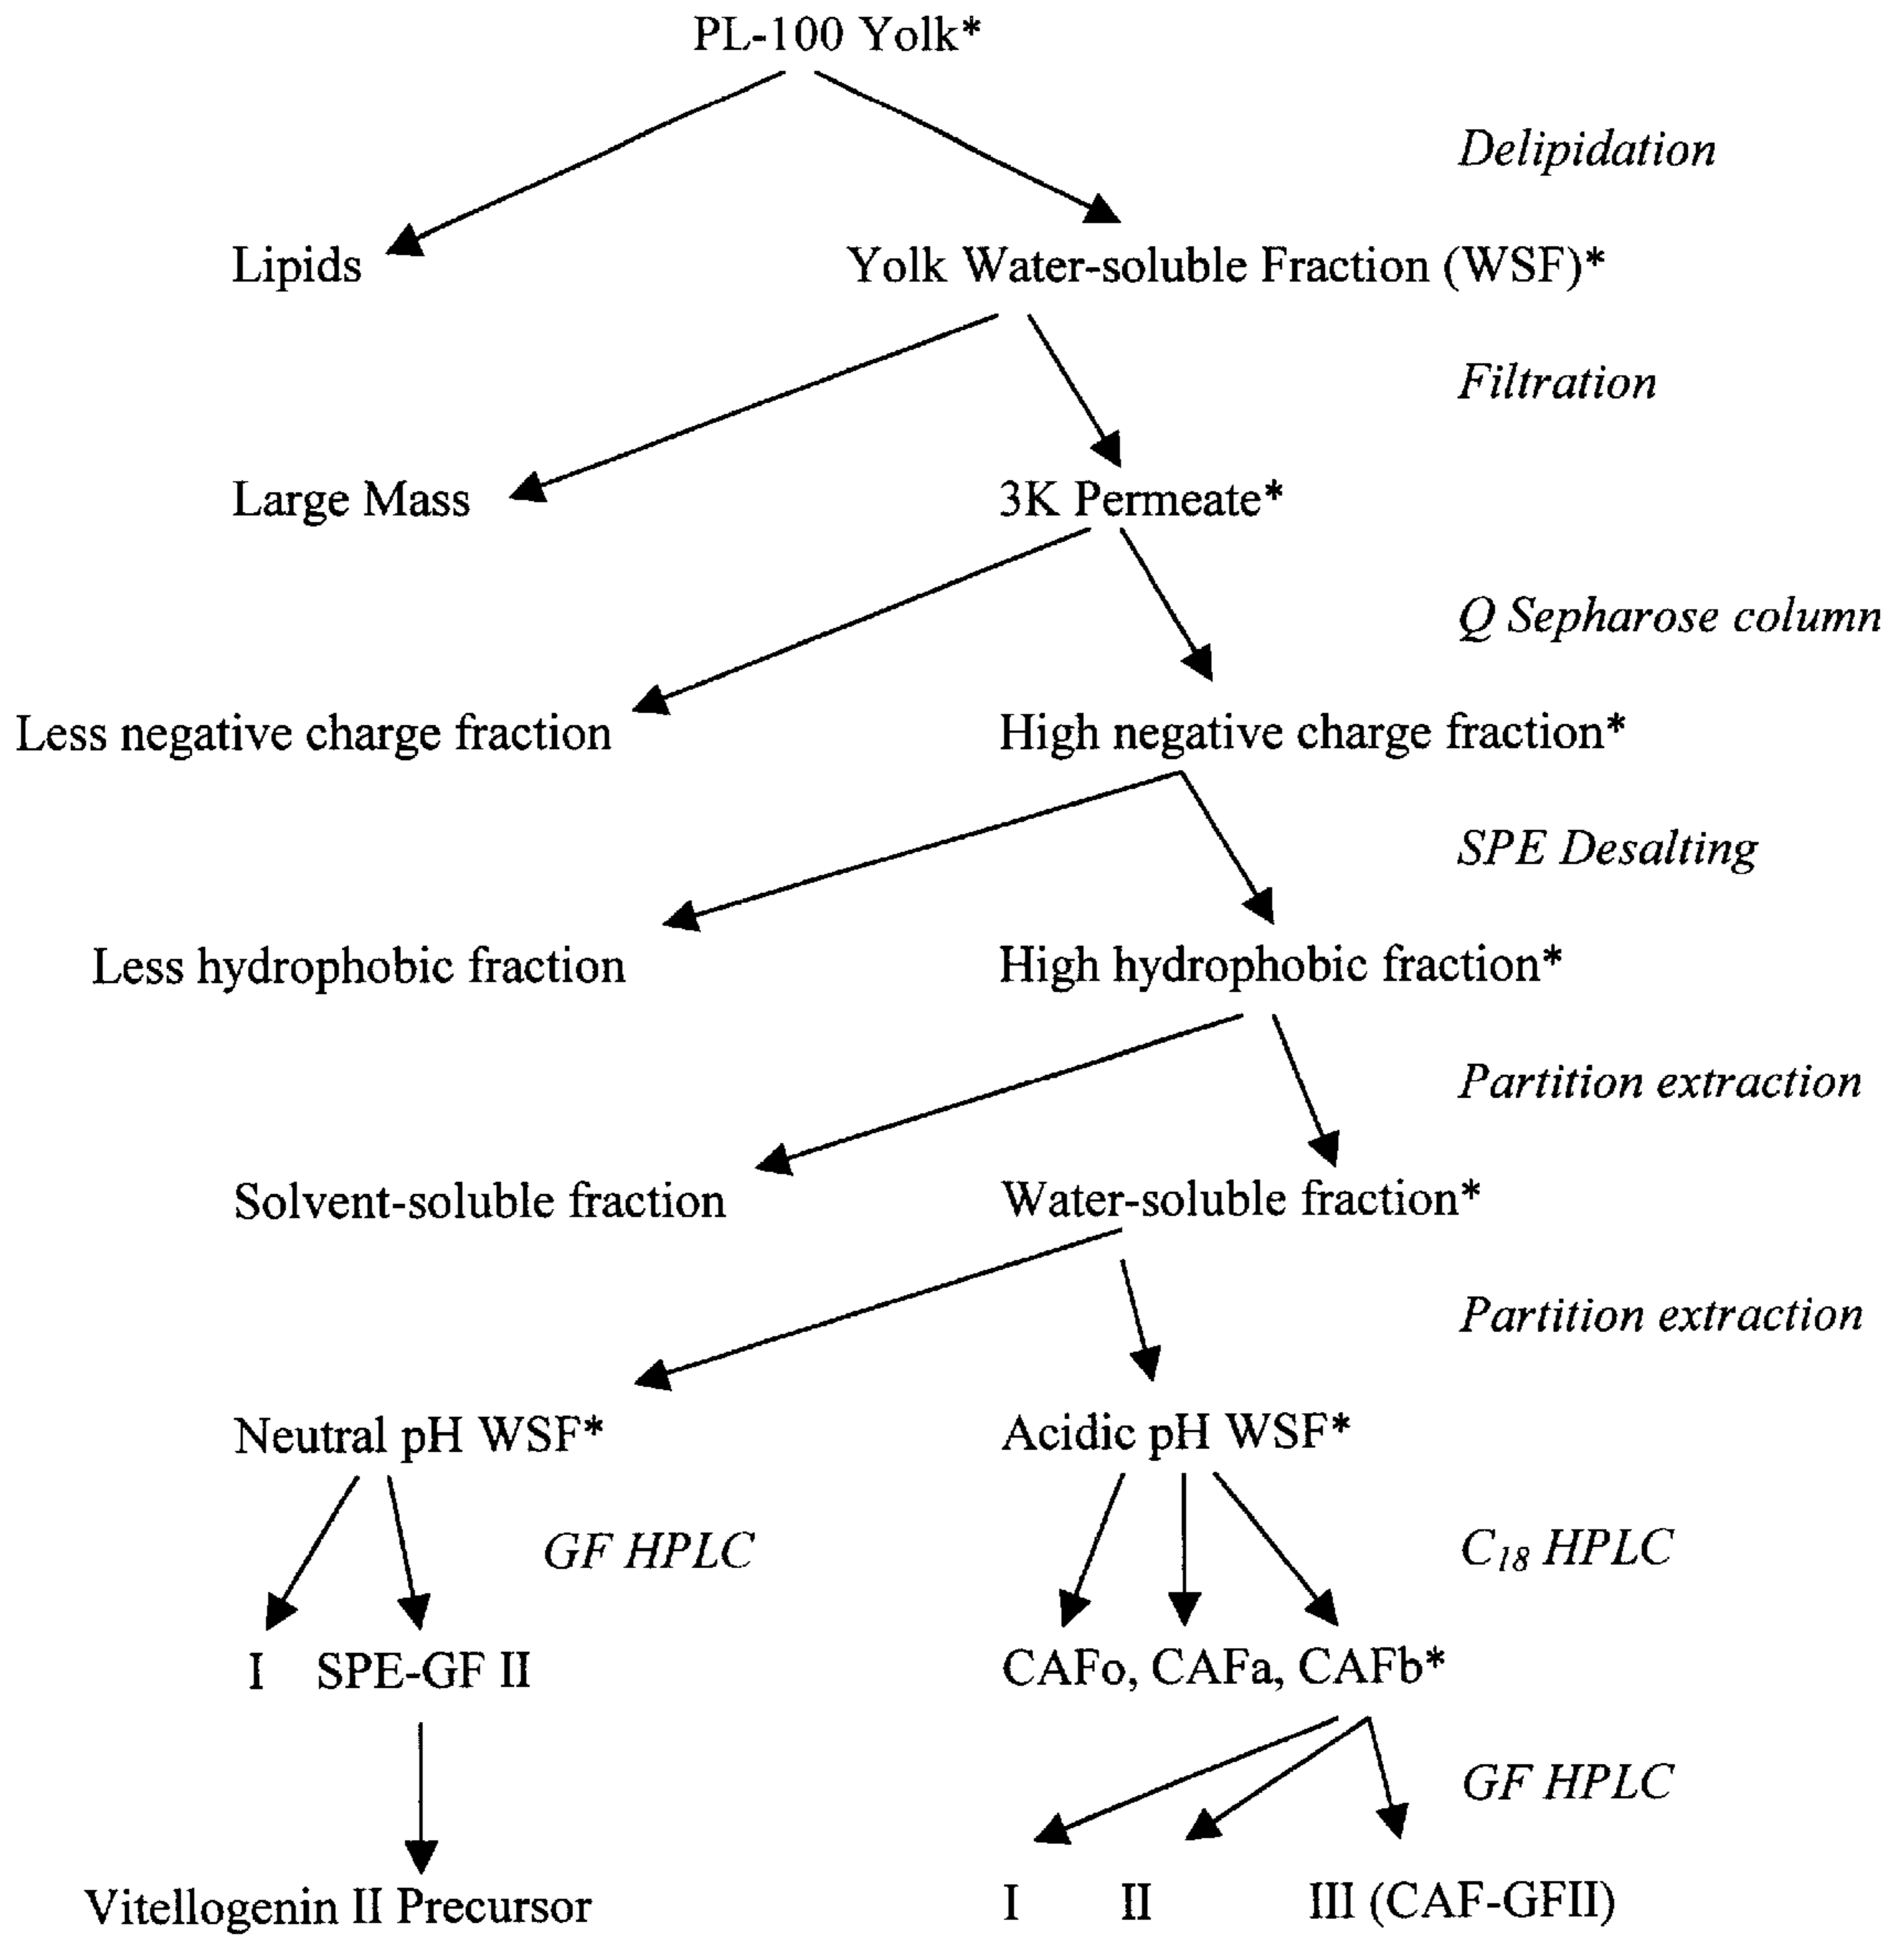 PL-100 Yolk*
Delipidation
Lipids
Yolk Water-soluble Fraction (WSF)*
Filtration
Large Mass
3K Permeate*
Q Sepharose column
Less negative charge fraction
High negative charge fraction*
SPE Desalting
Less hydrophobic fraction
High hydrophobic fraction*
Partition extraction
Solvent-soluble fraction
Water-soluble fraction*
Partition extraction
Neutral pH WSF*
Acidic pH WSF*
GF HPLC
C18 HPLC
I SPE-GF II
CAFo, CAFa, CAFb*
GF HPLC
Vitellogenin II Precursor
I II III (CAF-GFII)